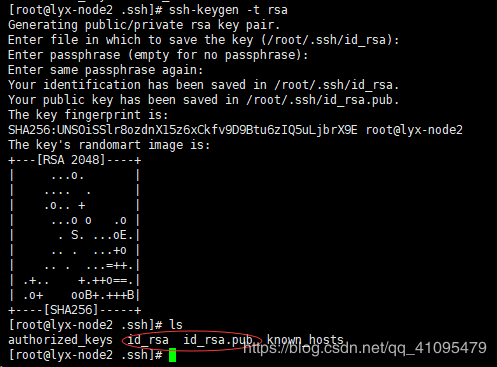 [root@lyx-node2 .ssh]# ssh-keygen -t rsa
Generating public/private rsa key pair.
Enter file in which to save the key (/root/.ssh/id_rsa):
Enter passphrase (empty for no passphrase):
Enter same passphrase again:
Your identification has been saved in /root/.ssh/id_rsa.
Your public key has been saved in /root/.ssh/id_rsa.pub.
The key fingerprint is:
SHA256:UNSOiSSlr8ozdnX15z6xCkfv9D9Btu6zIQ5uLjbrX9E root@lyx-node2
The key's randomart image is:
+---[RSA 2048]----+
|     ...o.       |
|    ....  .      |
|    .o.. +       |
|     ...o o   .o |
|      . S. ...oE.|
|     .. .  ...+o |
|    .. .  ...=++.|
| .+..    +.++o==.|
| .o+    ooB+.+++B|
+----[SHA256]-----+
[root@lyx-node2 .ssh]# ls
authorized_keys  id_rsa  id_rsa.pub  known_hosts
[root@lyx-node2 .ssh]#
https://blog.csdn.net/qq_41095479